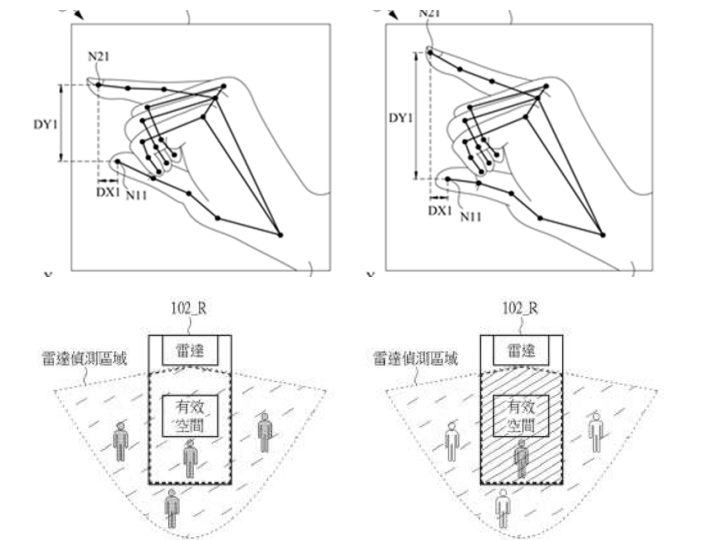 N21
DY1
DX1
N11
N21
DY1
DX1
N11
102_R
雷達偵測區域
雷達
有效
空間
102_R
雷達偵測區域
雷達
有效
空間